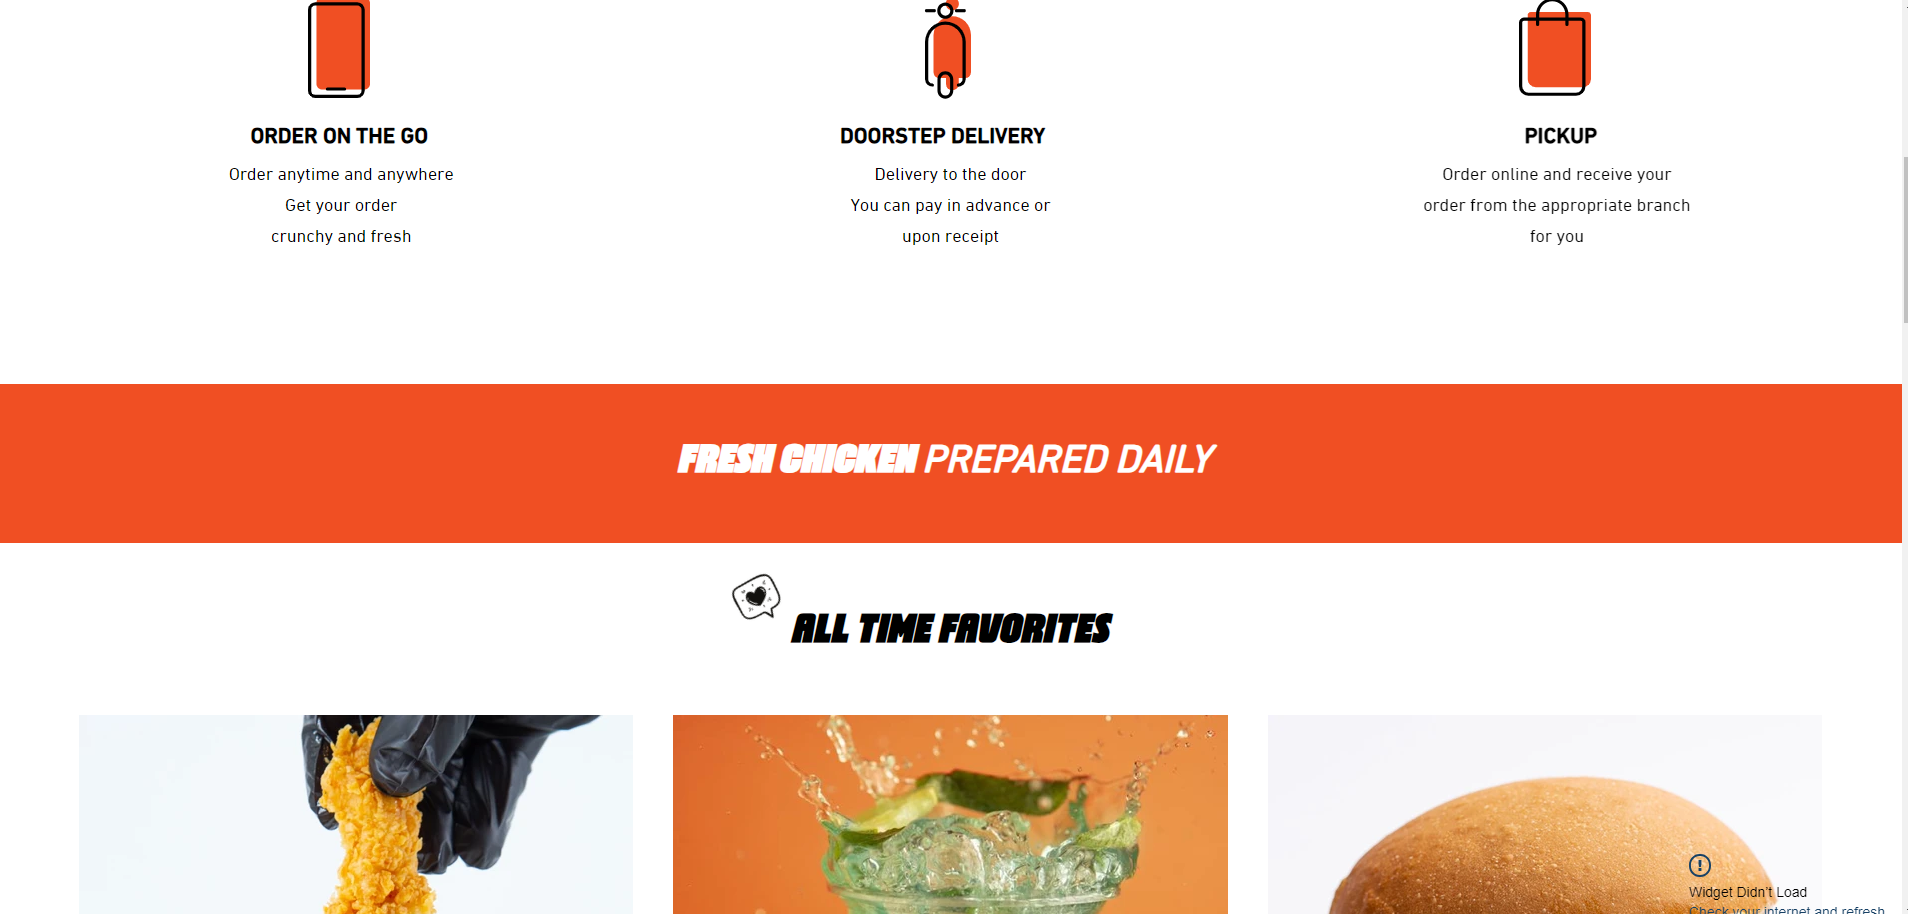 ORDER ON THE GO
Order anytime and anywhere
Get your order
crunchy and fresh
DOORSTEP DELIVERY
Delivery to the door
You can pay in advance or
upon receipt
PICKUP
Order online and receive your
order from the appropriate branch
for you
FRESH CHICKEN PREPARED DAILY
ALL TIME FAVORITES
Widget Didn't Load
Check your internet and refresh